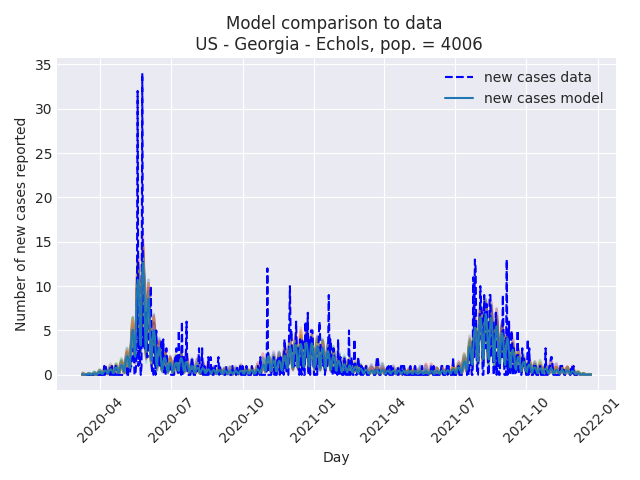 Model comparison to data
US - Georgia - Echols, pop. = 4006
new cases data
new cases model
Number of new cases reported
35
30
25
20
15
10
5
0
2020-04
2020-07
2020-10
2021-01
2021-04
2021-07
2021-10
2022-01
Day